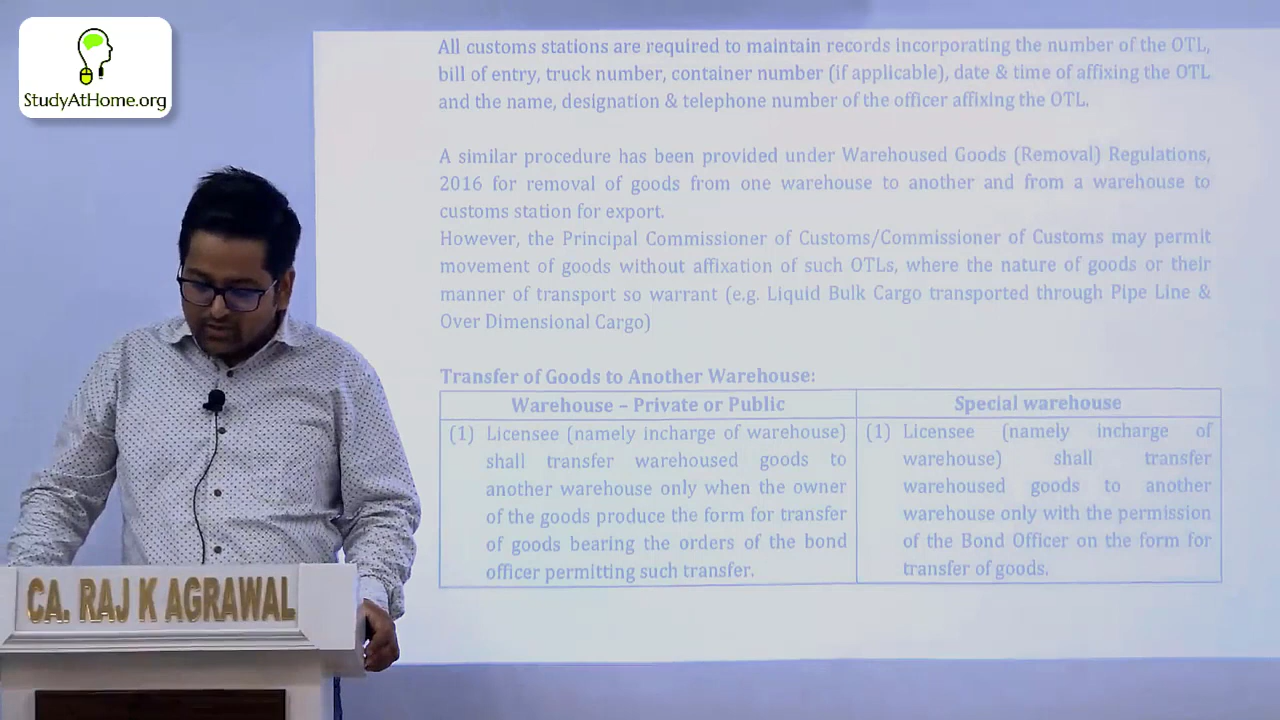 StudyAtHome.org
All customs stations are required to maintain records incorporating the number of the OTL,
bill of entry, truck number, container number (if applicable), date & time of affixing the OTL
and the name, designation & telephone number of the officer affixing the OTL.
A similar procedure has been provided under Warehoused Goods (Removal) Regulations,
2016 for removal of goods from one warehouse to another and from a warehouse to
customs station for export.
However, the Principal Commissioner of Customs/Commissioner of Customs may permit
movement of goods without affixation of such OTLs, where the nature of goods or their
manner of transport so warrant (e.g. Liquid Bulk Cargo transported through Pipe Line &
Over Dimensional Cargo)
Transfer of Goods to Another Warehouse:
Warehouse – Private or Public
(1) Licensee (namely incharge of warehouse)
shall transfer warehoused goods to
another warehouse only when the owner
of the goods produce the form for transfer
of goods bearing the orders of the bond
officer permitting such transfer.
Special warehouse
(1) Licensee (namely incharge of
warehouse) shall transfer
warehoused goods to another
warehouse only with the permission
of the Bond Officer on the form for
transfer of goods.
CA. RAJ K AGRAWAL